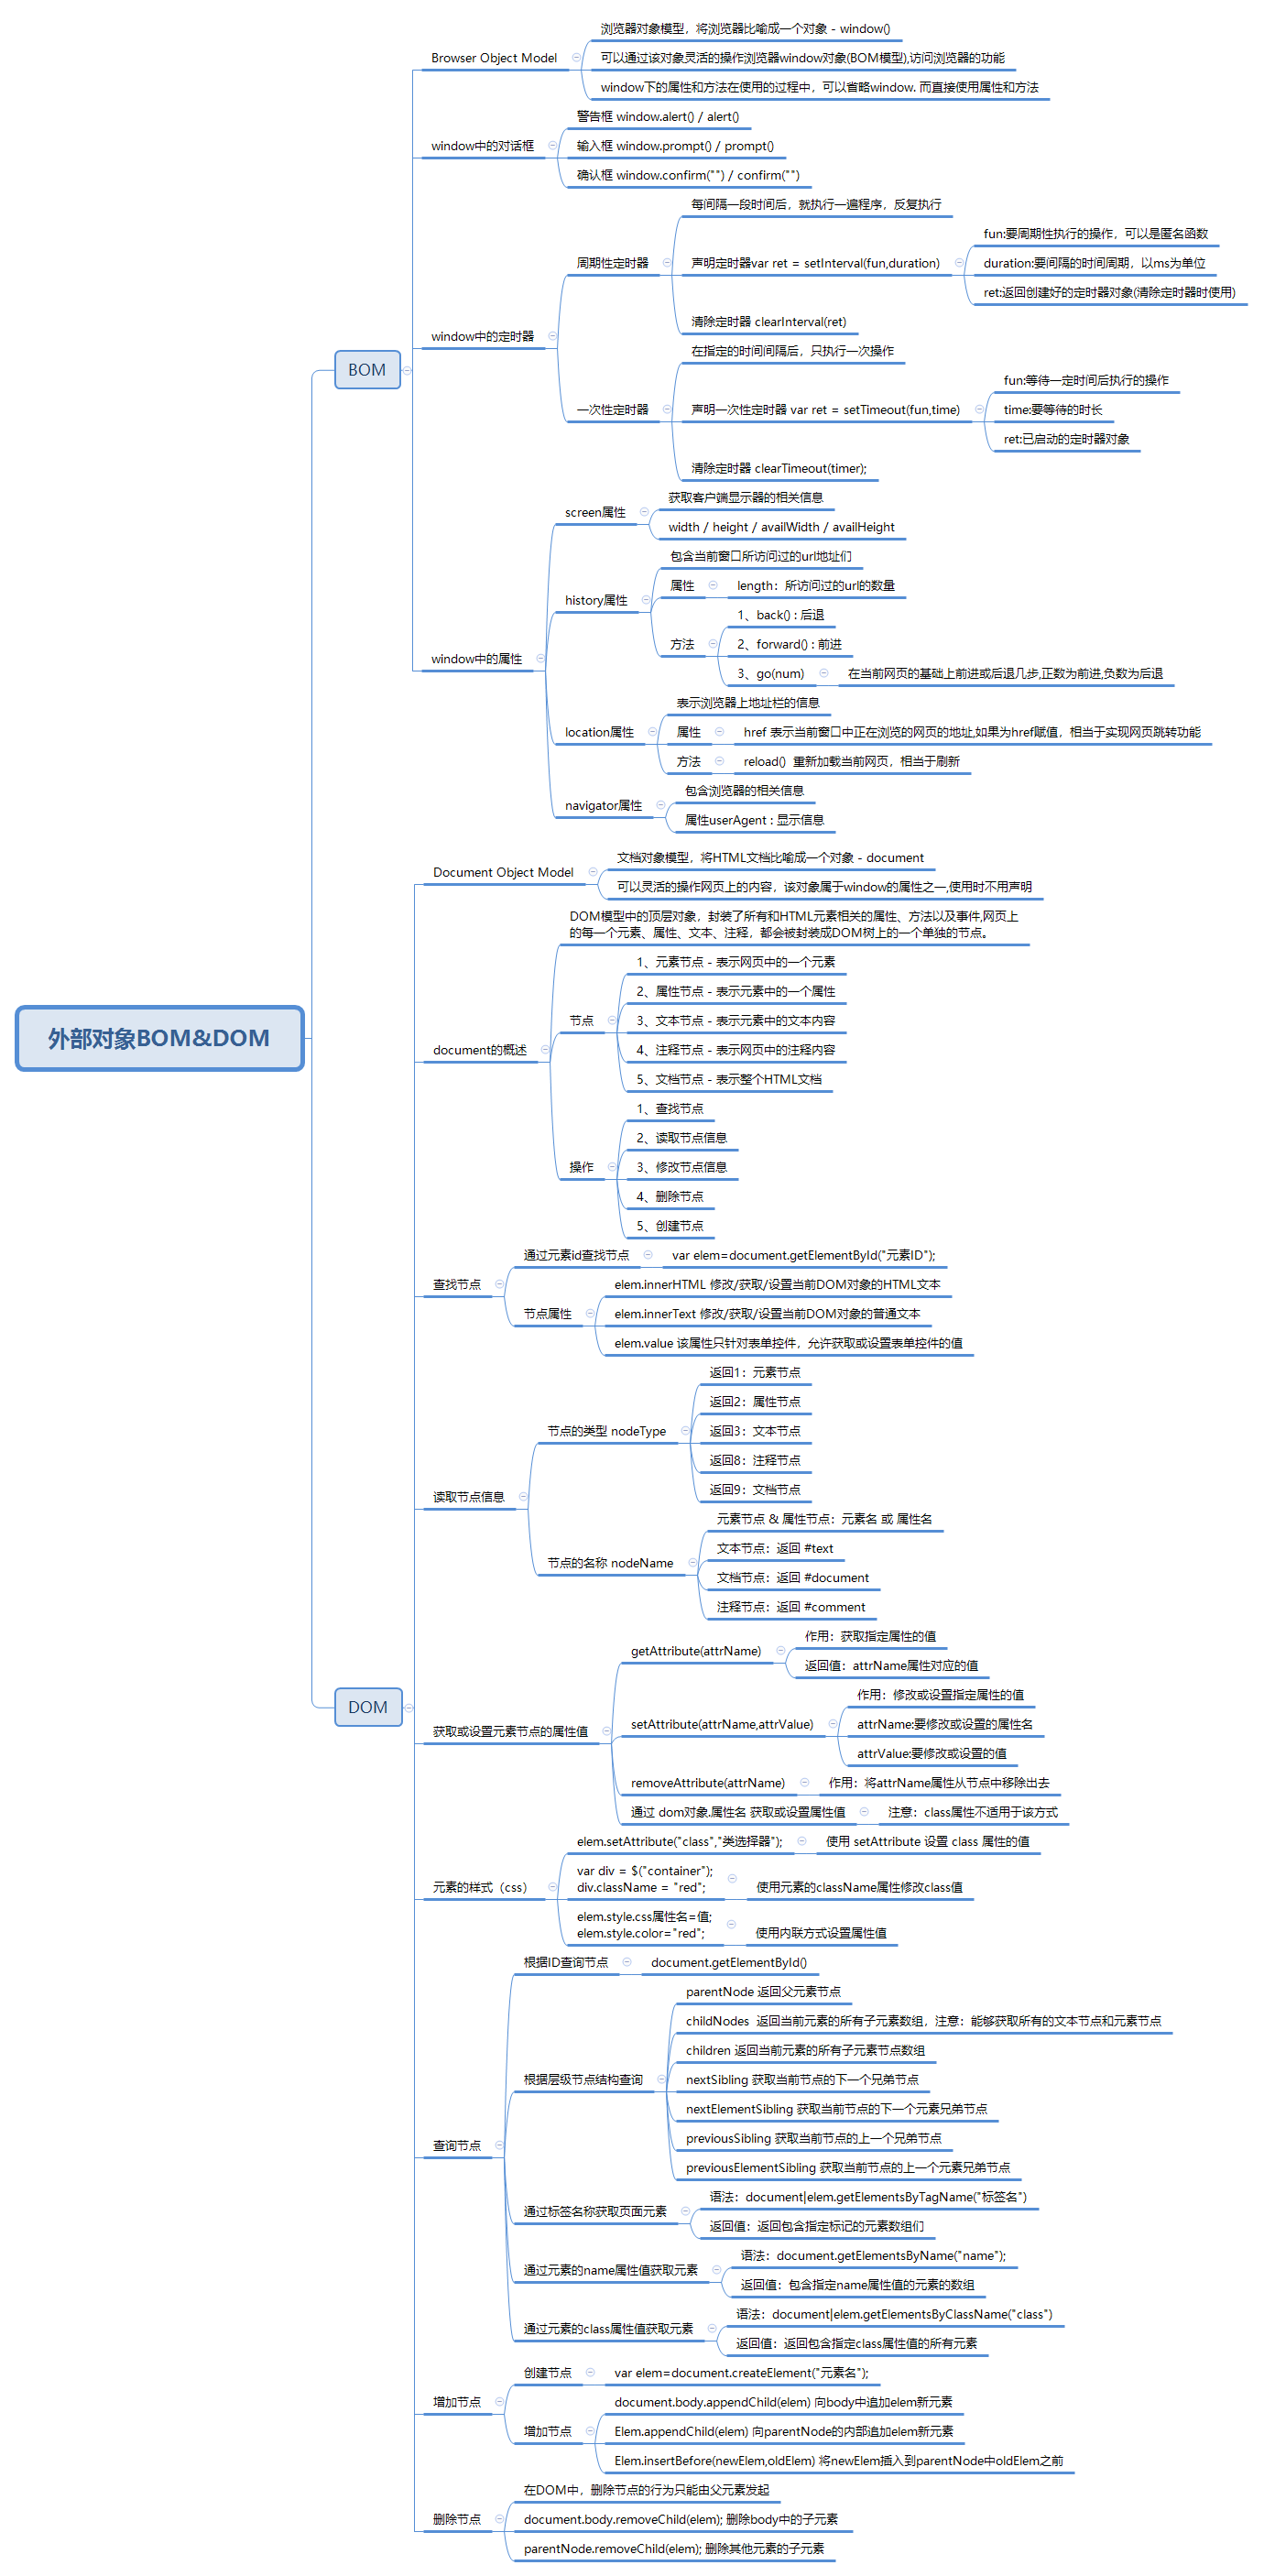 外部对象BOM&DOM
BOM
Browser Object Model
浏览器对象模型，将浏览器比喻成一个对象 - window()
可以通过该对象灵活的操作浏览器window对象(BOM模型),访问浏览器的功能
window下的属性和方法在使用的过程中，可以省略window. 而直接使用属性和方法
window中的对话框
警告框 window.alert() / alert()
输入框 window.prompt() / prompt()
确认框 window.confirm("") / confirm("")
window中的定时器
周期性定时器
每间隔一段时间后，就执行一遍程序，反复执行
声明定时器var ret = setInterval(fun,duration)
fun:要周期性执行的操作，可以是匿名函数
duration:要间隔的时间周期，以ms为单位
ret:返回创建好的定时器对象(清除定时器时使用)
清除定时器 clearInterval(ret)
一次性定时器
在指定的时间间隔后，只执行一次操作
声明一次性定时器 var ret = setTimeout(fun,time)
fun:等待一定时间后执行的操作
time:要等待的时长
ret:已启动的定时器对象
清除定时器 clearTimeout(timer);
window中的属性
screen属性
获取客户端显示器的相关信息
width / height / availWidth / availHeight
history属性
包含当前窗口所访问过的url地址们
属性
length：所访问过的url的数量
方法
1、back() : 后退
2、forward() : 前进
3、go(num)
在当前网页的基础上前进或后退几步,正数为前进,负数为后退
location属性
表示浏览器上地址栏的信息
属性
href 表示当前窗口中正在浏览的网页的地址,如果为href赋值，相当于实现网页跳转功能
方法
reload()  重新加载当前网页，相当于刷新
navigator属性
包含浏览器的相关信息
属性userAgent : 显示信息
DOM
Document Object Model
文档对象模型，将HTML文档比喻成一个对象 - document
可以灵活的操作网页上的内容，该对象属于window的属性之一,使用时不用声明
document的概述
DOM模型中的顶层对象，封装了所有和HTML元素相关的属性、方法以及事件,网页上
的每一个元素、属性、文本、注释，都会被封装成DOM树上的一个单独的节点。
节点
1、元素节点 - 表示网页中的一个元素
2、属性节点 - 表示元素中的一个属性
3、文本节点 - 表示元素中的文本内容
4、注释节点 - 表示网页中的注释内容
5、文档节点 - 表示整个HTML文档
操作
1、查找节点
2、读取节点信息
3、修改节点信息
4、删除节点
5、创建节点
查找节点
通过元素id查找节点
var elem=document.getElementById("元素ID");
节点属性
elem.innerHTML 修改/获取/设置当前DOM对象的HTML文本
elem.innerText 修改/获取/设置当前DOM对象的普通文本
elem.value 该属性只针对表单控件，允许获取或设置表单控件的值
读取节点信息
节点的类型 nodeType
返回1：元素节点
返回2：属性节点
返回3：文本节点
返回8：注释节点
返回9：文档节点
节点的名称 nodeName
元素节点 & 属性节点：元素名 或 属性名
文本节点：返回 #text
文档节点：返回 #document
注释节点：返回 #comment
获取或设置元素节点的属性值
getAttribute(attrName)
作用：获取指定属性的值
返回值：attrName属性对应的值
setAttribute(attrName,attrValue)
作用：修改或设置指定属性的值
attrName:要修改或设置的属性名
attrValue:要修改或设置的值
removeAttribute(attrName)
作用：将attrName属性从节点中移除出去
通过 dom对象.属性名 获取或设置属性值
注意：class属性不适用于该方式
元素的样式（css）
elem.setAttribute("class","类选择器");
使用 setAttribute 设置 class 属性的值
var div = $("container");
div.className = "red";
使用元素的className属性修改class值
elem.style.css属性名=值;
elem.style.color="red";
使用内联方式设置属性值
查询节点
根据ID查询节点
document.getElementById()
根据层级节点结构查询
parentNode 返回父元素节点
childNodes  返回当前元素的所有子元素数组，注意：能够获取所有的文本节点和元素节点
children 返回当前元素的所有子元素节点数组
nextSibling 获取当前节点的下一个兄弟节点
nextElementSibling 获取当前节点的下一个元素兄弟节点
previousSibling 获取当前节点的上一个兄弟节点
previousElementSibling 获取当前节点的上一个元素兄弟节点
通过标签名称获取页面元素
语法：document|elem.getElementsByTagName("标签名")
返回值：返回包含指定标记的元素数组们
通过元素的name属性值获取元素
语法：document.getElementsByName("name");
返回值：包含指定name属性值的元素的数组
通过元素的class属性值获取元素
语法：document|elem.getElementsByClassName("class")
返回值：返回包含指定class属性值的所有元素
增加节点
创建节点
var elem=document.createElement("元素名");
增加节点
document.body.appendChild(elem) 向body中追加elem新元素
Elem.appendChild(elem) 向parentNode的内部追加elem新元素
Elem.insertBefore(newElem,oldElem) 将newElem插入到parentNode中oldElem之前
删除节点
在DOM中，删除节点的行为只能由父元素发起
document.body.removeChild(elem); 删除body中的子元素
parentNode.removeChild(elem); 删除其他元素的子元素